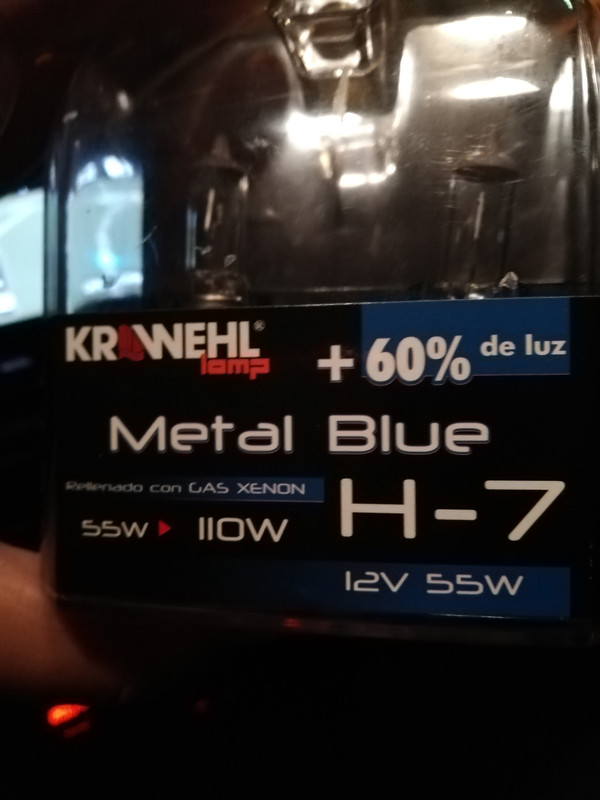 KRAWEHL®
lamp
+ 60% de luz
Metal Blue
Rellenado con GAS XENON
55W ▶ 110W
H-7
12V 55W